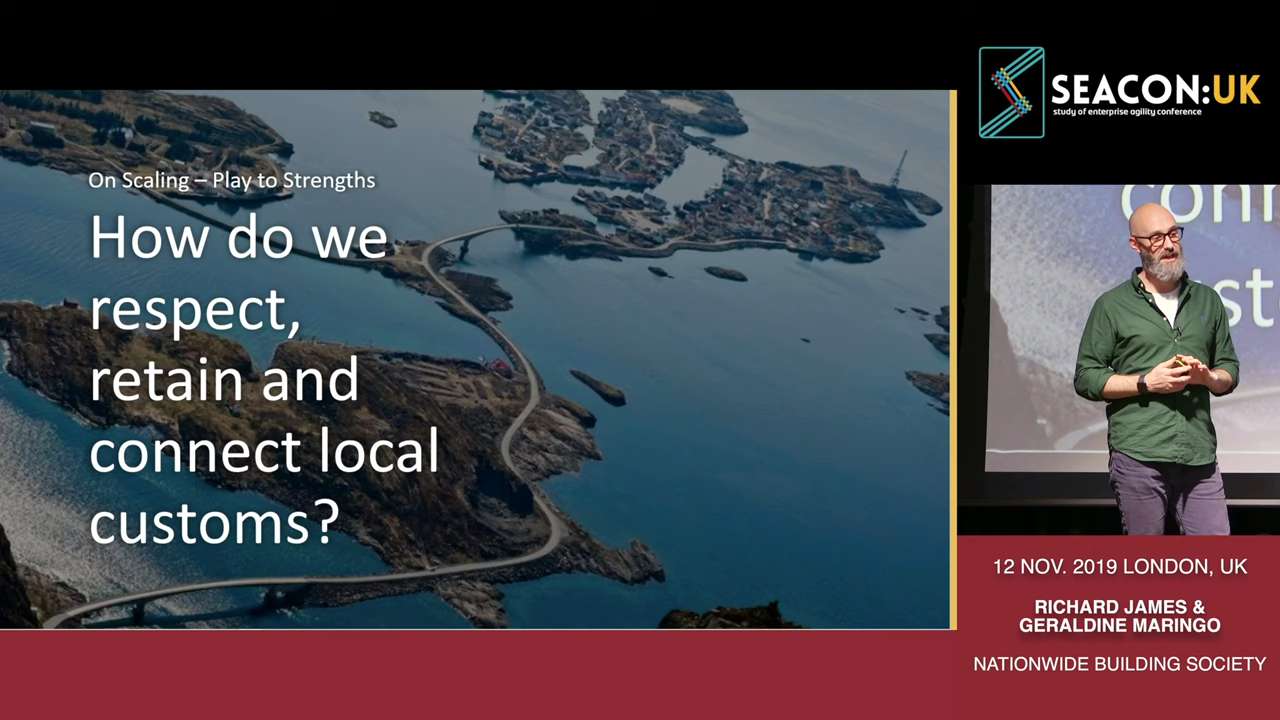 On Scaling – Play to Strengths
How do we
respect,
retain and
connect local
customs?
SEACON:UK
study of enterprise agility conference
12 NOV. 2019 LONDON, UK
RICHARD JAMES &
GERALDINE MARINGO
NATIONWIDE BUILDING SOCIETY